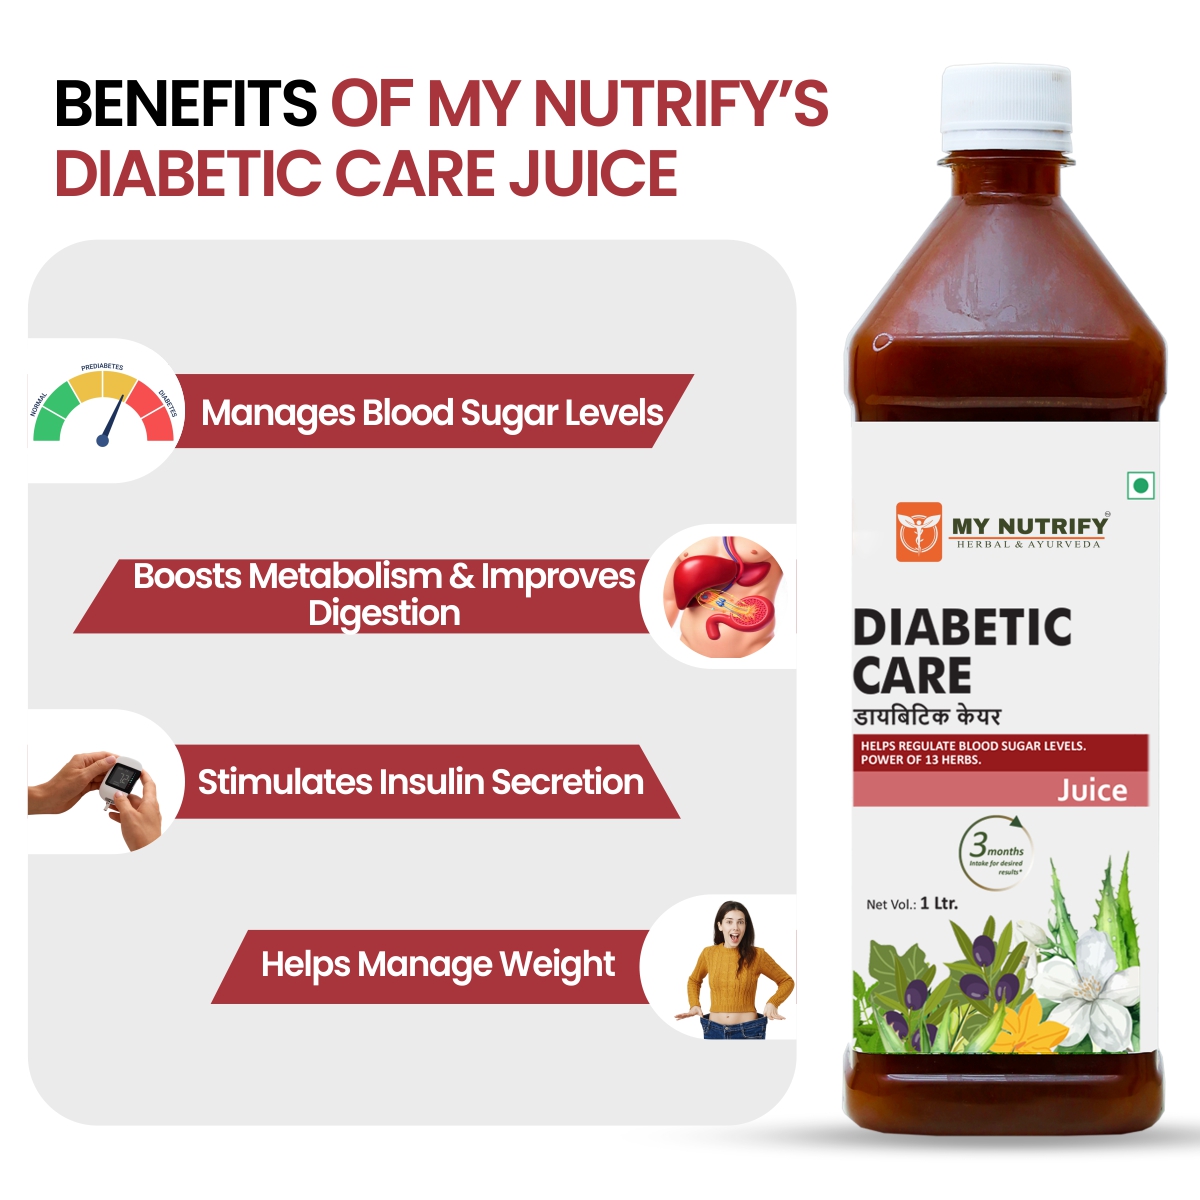 BENEFITS OF MY NUTRIFY'S
DIABETIC CARE JUICE
NORMAL
PREDIABETES
DIABETES
Manages Blood Sugar Levels
Boosts Metabolism & Improves
Digestion
Stimulates Insulin Secretion
Helps Manage Weight
MY NUTRIFY
HERBAL & AYURVEDA
DIABETIC
CARE
डायबिटिक केयर
HELPS REGULATE BLOOD SUGAR LEVELS.
POWER OF 13 HERBS.
Juice
3 months
Intake for desired
results*
Net Vol.: 1 Ltr.